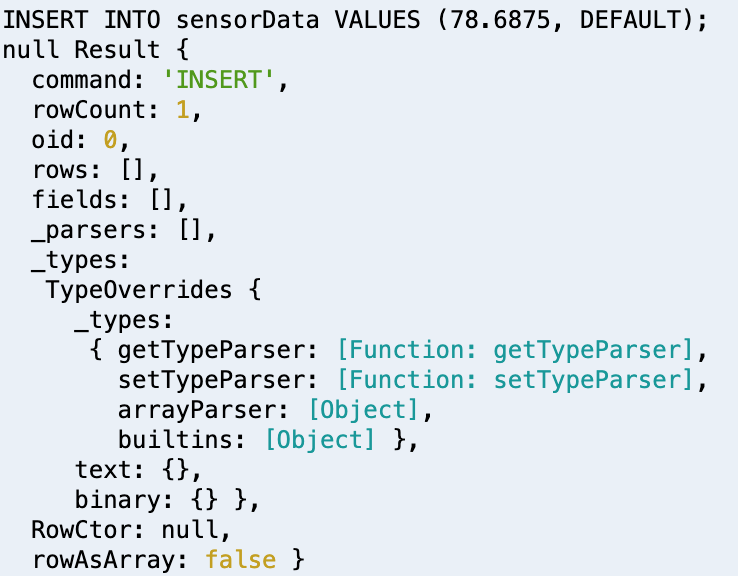 INSERT INTO sensorData VALUES (78.6875, DEFAULT);
null Result {
  command: 'INSERT',
  rowCount: 1,
  oid: 0,
  rows: [],
  fields: [],
  _parsers: [],
  _types:
   TypeOverrides {
     _types:
      { getTypeParser: [Function: getTypeParser],
        setTypeParser: [Function: setTypeParser],
        arrayParser: [Object],
        builtins: [Object] },
     text: {},
     binary: {} },
  RowCtor: null,
  rowAsArray: false }